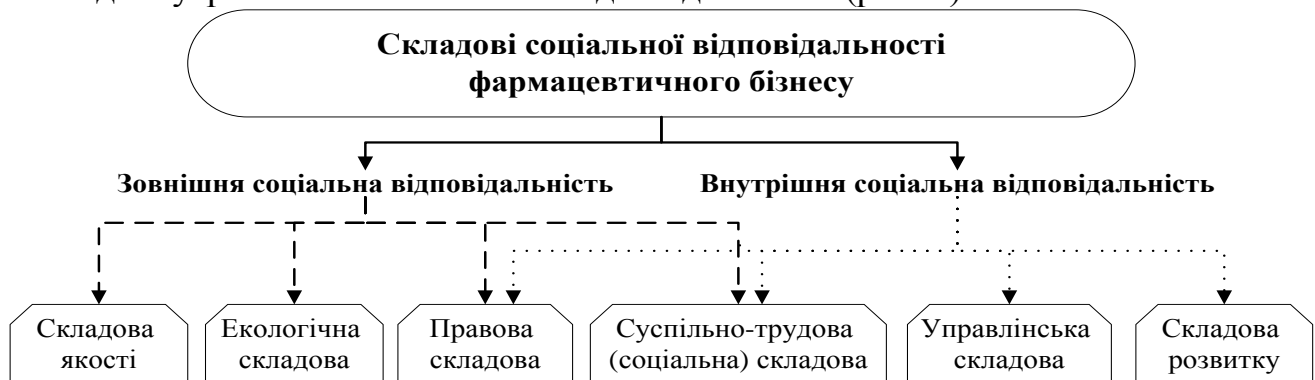 Складові соціальної відповідальності
фармацевтичного бізнесу
Зовнішня соціальна відповідальність Внутрішня соціальна відповідальність
Складова якості
Екологічна складова
Правова складова
Суспільно-трудова (соціальна) складова
Управлінська складова
Складова розвитку